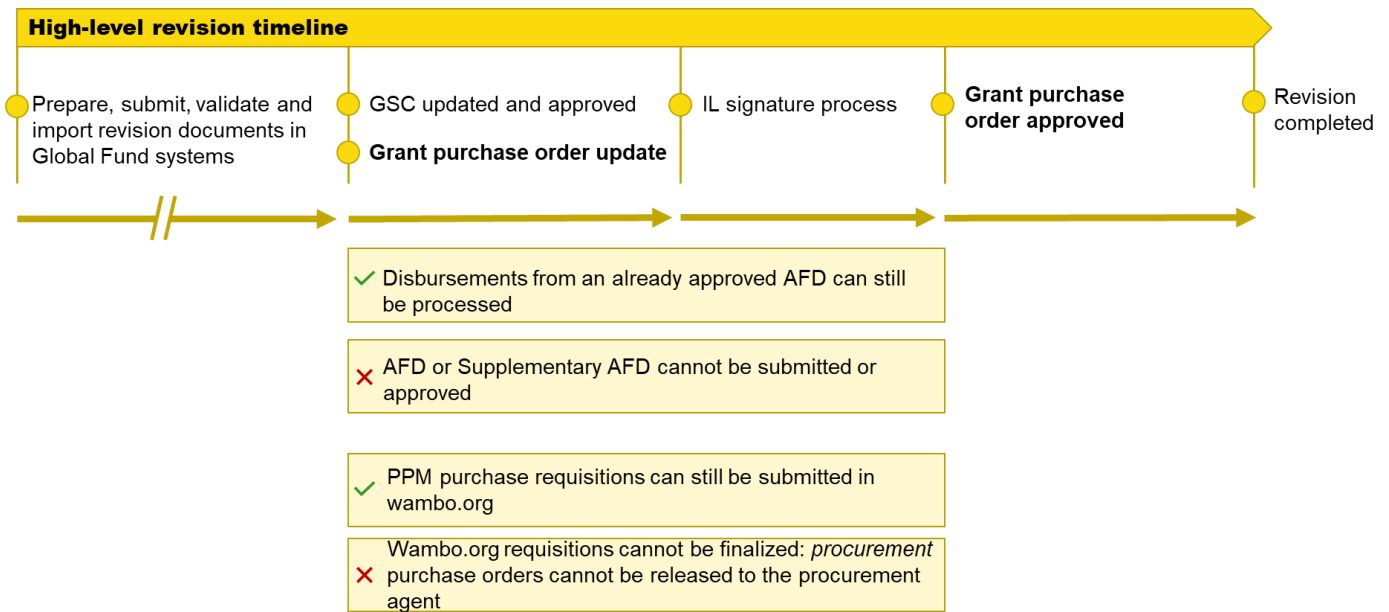 High-level revision timeline
Prepare, submit, validate and
import revision documents in
Global Fund systems
GSC updated and approved
Grant purchase order update
IL signature process
Grant purchase
order approved
Revision
completed
Disbursements from an already approved AFD can still
be processed
AFD or Supplementary AFD cannot be submitted or
approved
PPM purchase requisitions can still be submitted in
wambo.org
Wambo.org requisitions cannot be finalized: procurement
purchase orders cannot be released to the procurement
agent